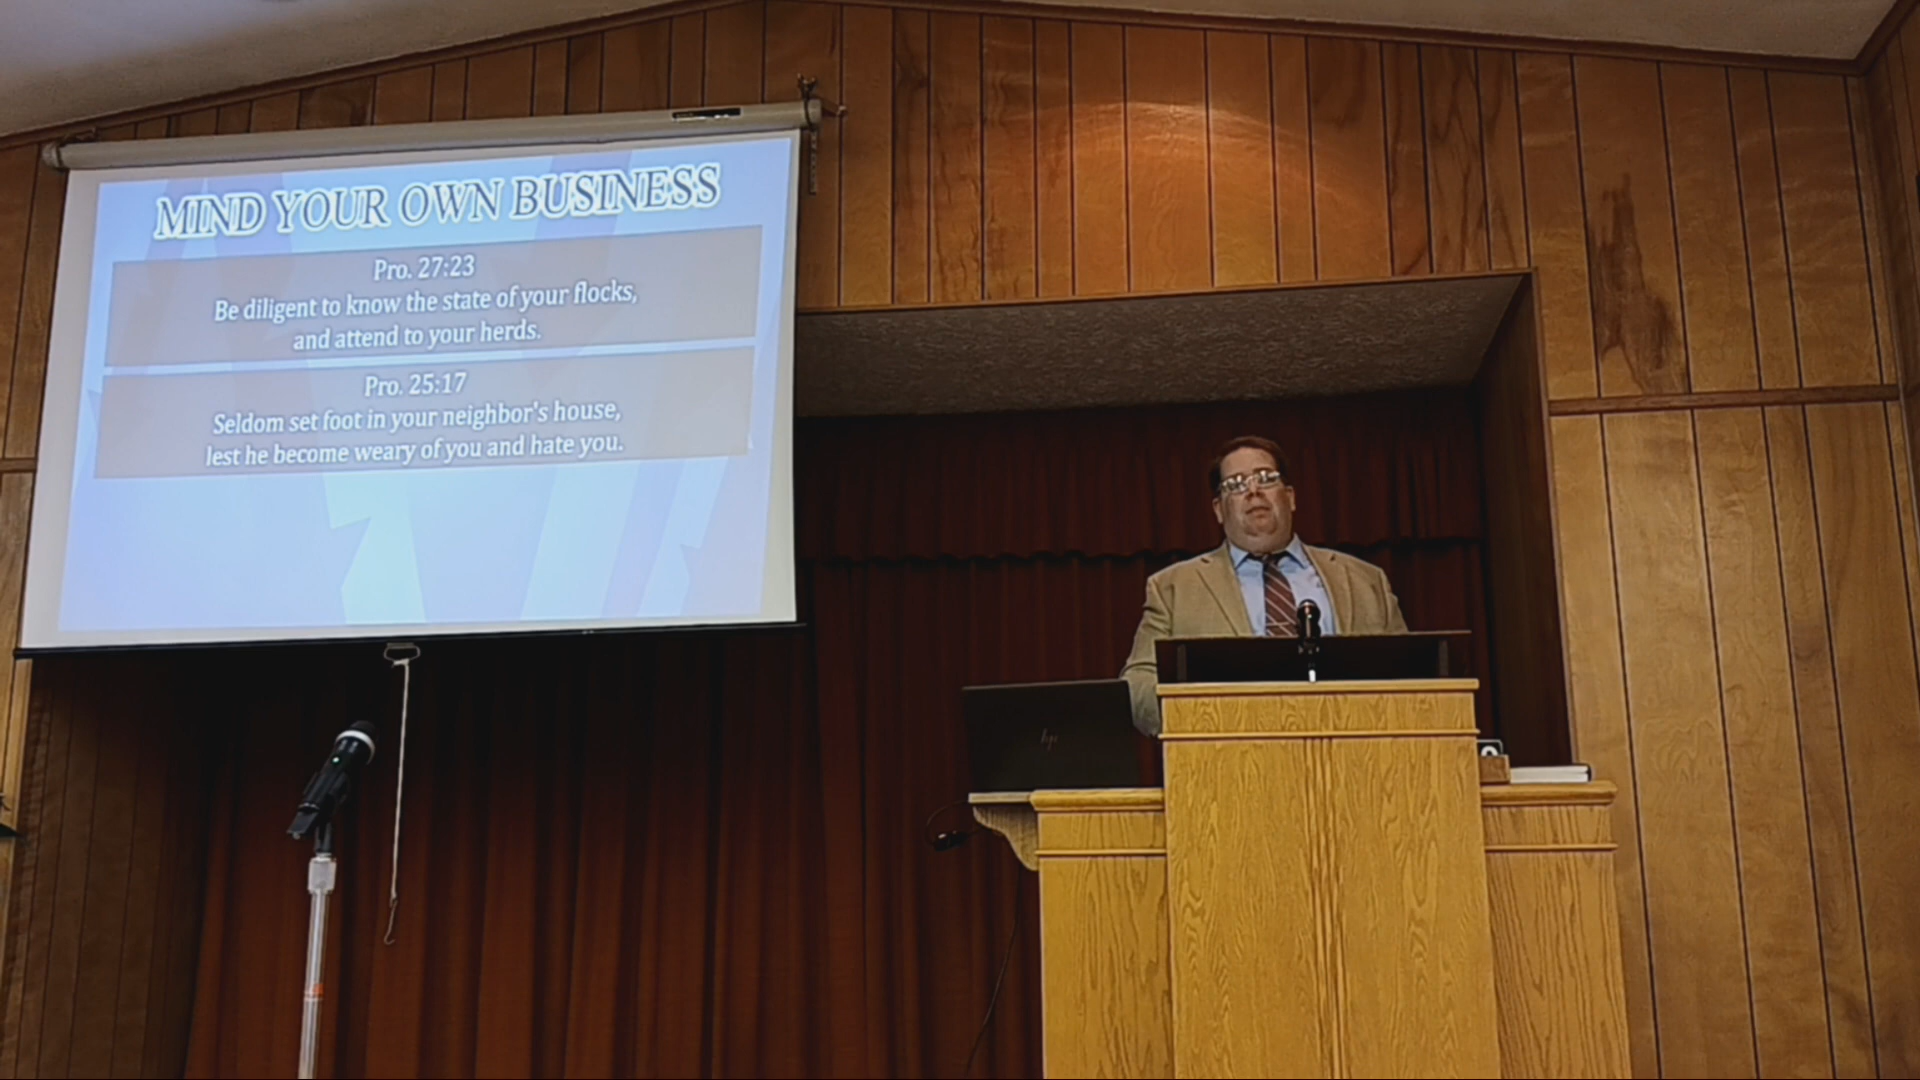 MIND YOUR OWN BUSINESS
Pro. 27:23
Be diligent to know the state of your flocks,
and attend to your herds.
Pro. 25:17
Seldom set foot in your neighbor's house,
lest he become weary of you and hate you.
hp